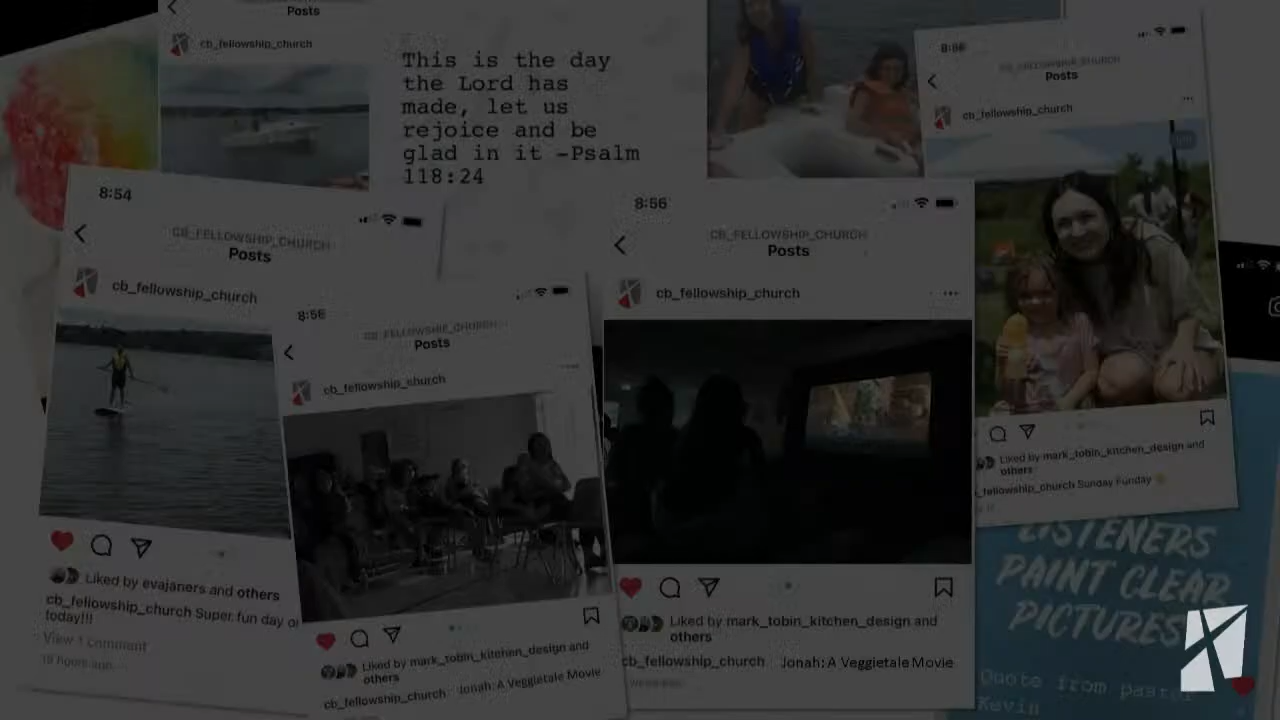 Posts
cb_fellowship_church
This is the day
the Lord has
made, let us
rejoice and be
glad in it -Psalm
118:24
8:56
CB_FELLOWSHIP_CHURCH
Posts
cb_fellowship_church
Liked by mark_tobin_kitchen_design and
others
_fellowship_church Sunday Funday
8:54
CB_FELLOWSHIP_CHURCH
Posts
cb_fellowship_church
Liked by evajaners and others
cb_fellowship_church Super fun day
today!!!
View 1 comment
8:56
CB_FELLOWSHIP_CHURCH
Posts
cb_fellowship_church
Liked by mark_tobin_kitchen_design and
others
cb_fellowship_church Jonah: A Veggietale Movie
8:56
CB_FELLOWSHIP_CHURCH
Posts
cb_fellowship_church
Liked by mark_tobin_kitchen_design and
others
cb_fellowship_church Jonah: A Veggietale Movie
LISTENERS
PAINT CLEAR
PICTURES
Quote from pastor
Kevin